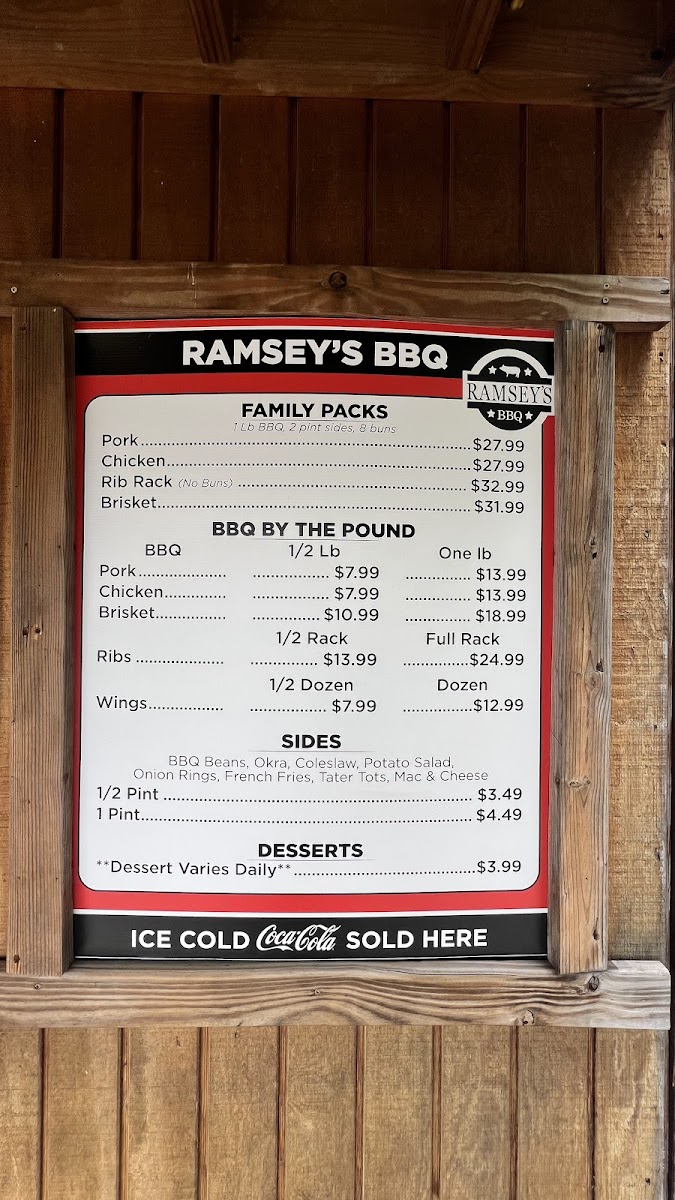 RAMSEY'S BBQ
RAMSEY'S
BBQ
FAMILY PACKS
1 Lb BBQ, 2 pint sides, 8 buns
Pork................................................................$27.99
Chicken...........................................................$27.99
Rib Rack (No Buns) ............................................ $32.99
Brisket............................................................ $31.99
BBQ BY THE POUND
BBQ 1/2 Lb One lb
Pork.................... ................. $7.99 .............. $13.99
Chicken.............. ................. $7.99 .............. $13.99
Brisket................ ............... $10.99 .............. $18.99
1/2 Rack Full Rack
Ribs .................... ............... $13.99 ..............$24.99
1/2 Dozen Dozen
Wings................. ................. $7.99 ...............$12.99
SIDES
BBQ Beans, Okra, Coleslaw, Potato Salad,
Onion Rings, French Fries, Tater Tots, Mac & Cheese
1/2 Pint ............................................................. $3.49
1 Pint................................................................. $4.49
DESSERTS
**Dessert Varies Daily**.....................................$3.99
ICE COLD Coca-Cola SOLD HERE